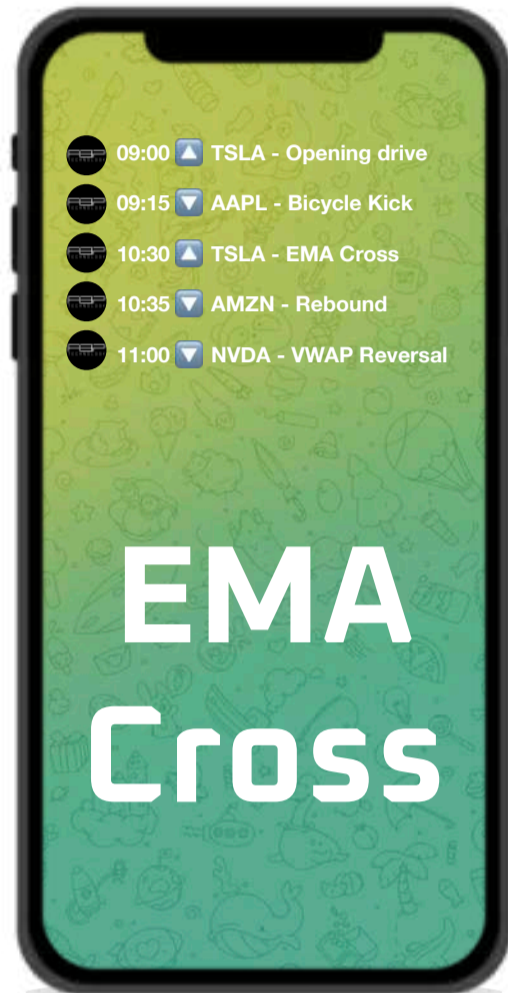 09:00 🔼 TSLA - Opening drive
09:15 🔽 AAPL - Bicycle Kick
10:30 🔼 TSLA - EMA Cross
10:35 🔽 AMZN - Rebound
11:00 🔽 NVDA - VWAP Reversal
EMA
Cross